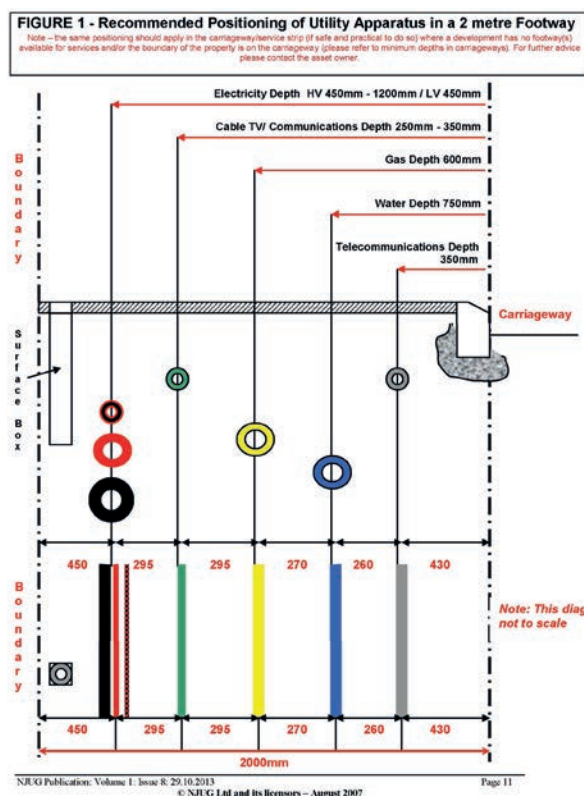 FIGURE 1 - Recommended Positioning of Utility Apparatus in a 2 metre Footway
Note – the same positioning should apply in the carriageway/service strip (if safe and practical to do so) where a development has no footway(s)
available for services and/or the boundary of the property is on the carriageway (please refer to minimum depths in carriageways). For further advice
please contact the asset owner.
Electricity Depth HV 450mm - 1200mm / LV 450mm
Cable TV/ Communications Depth 250mm - 350mm
Gas Depth 600mm
Water Depth 750mm
Telecommunications Depth
350mm
Boundary
Carriageway
Surface Box
450 295 295 270 260 430
Boundary
Note: This diag
not to scale
450 295 295 270 260 430
2000mm
NJUG Publication: Volume 1: Issue 8: 29.10.2013 Page 11
© NJUG Ltd and its licensors – August 2007